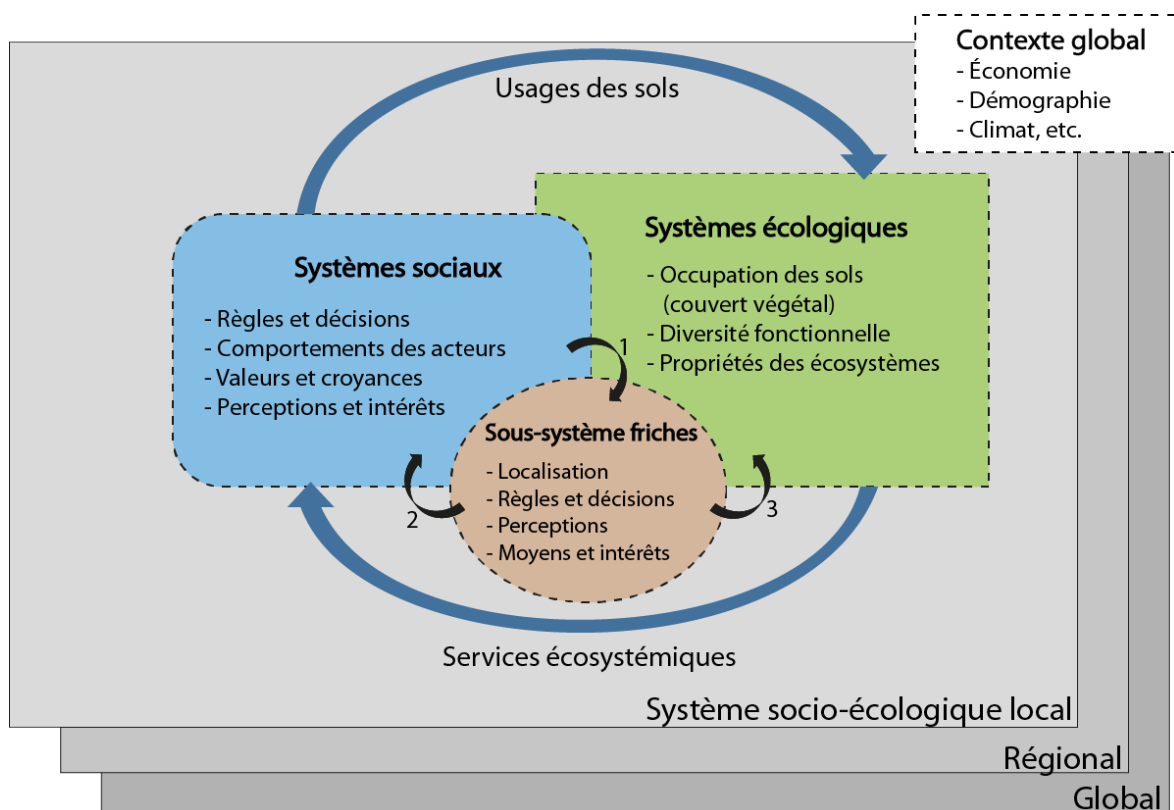 Contexte global
- Économie
- Démographie
- Climat, etc.
Usages des sols
Systèmes sociaux
- Règles et décisions
- Comportements des acteurs
- Valeurs et croyances
- Perceptions et intérêts
Systèmes écologiques
- Occupation des sols
(couvert végétal)
- Diversité fonctionnelle
- Propriétés des écosystèmes
1
Sous-système friches
- Localisation
- Règles et décisions
- Perceptions
- Moyens et intérêts
2
3
Services écosystémiques
Système socio-écologique local
Régional
Global